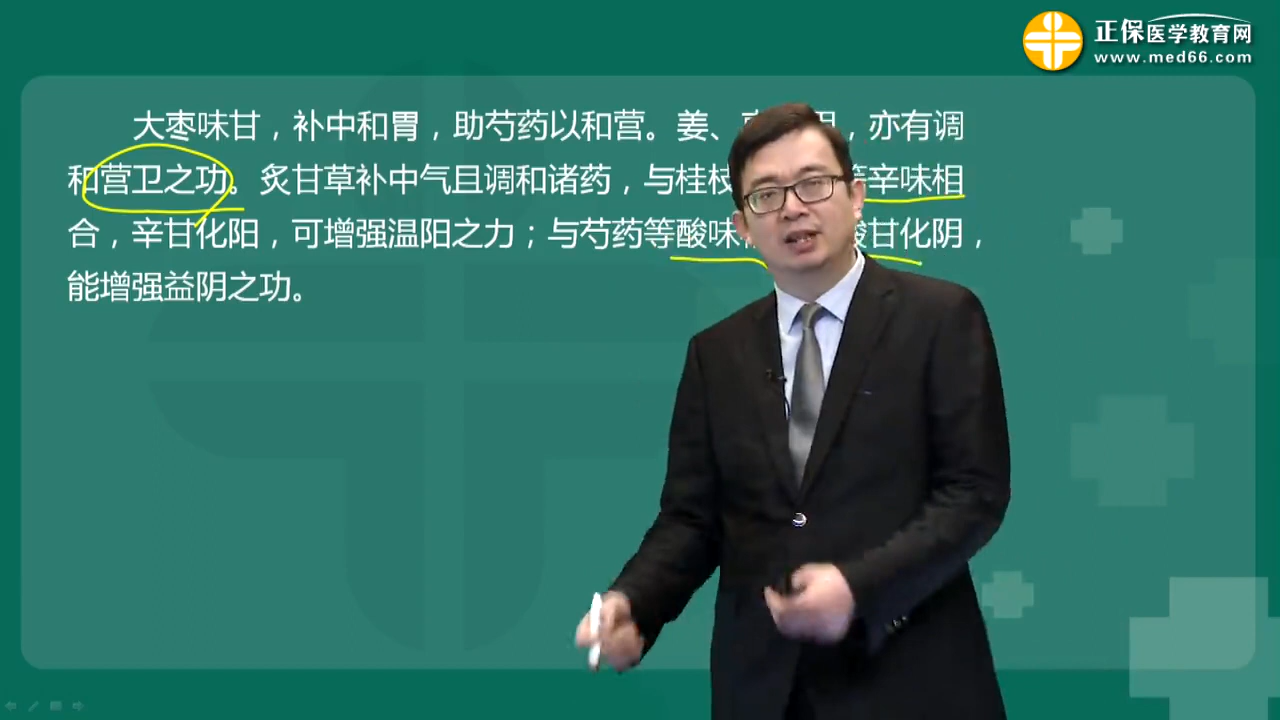 正保医学教育网
www.med66.com
大枣味甘，补中和胃，助芍药以和营。姜、 ，亦有调
和营卫之功。炙甘草补中气且调和诸药，与桂枝 等辛味相
合，辛甘化阳，可增强温阳之力；与芍药等酸味 酸甘化阴，
能增强益阴之功。